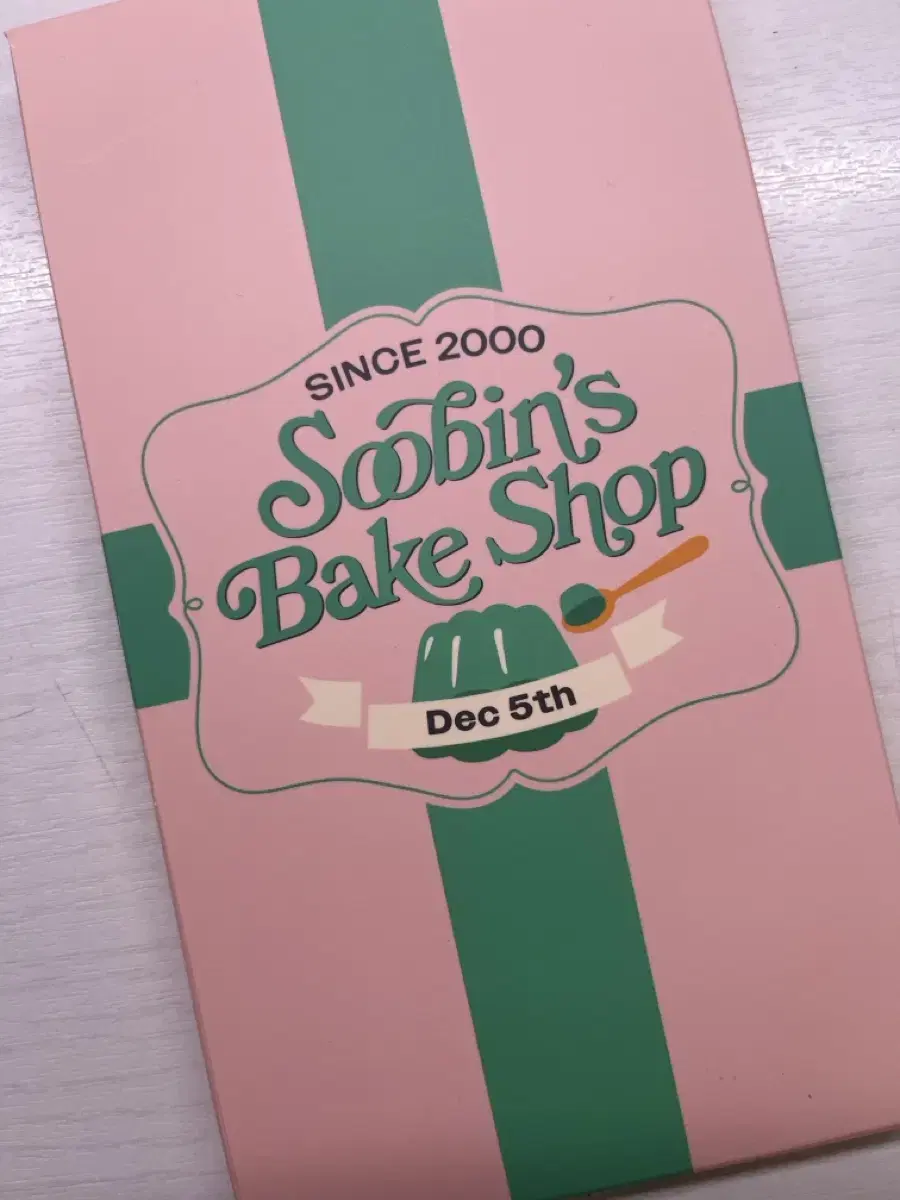 SINCE 2000
Soobin's
Bake Shop
Dec 5th